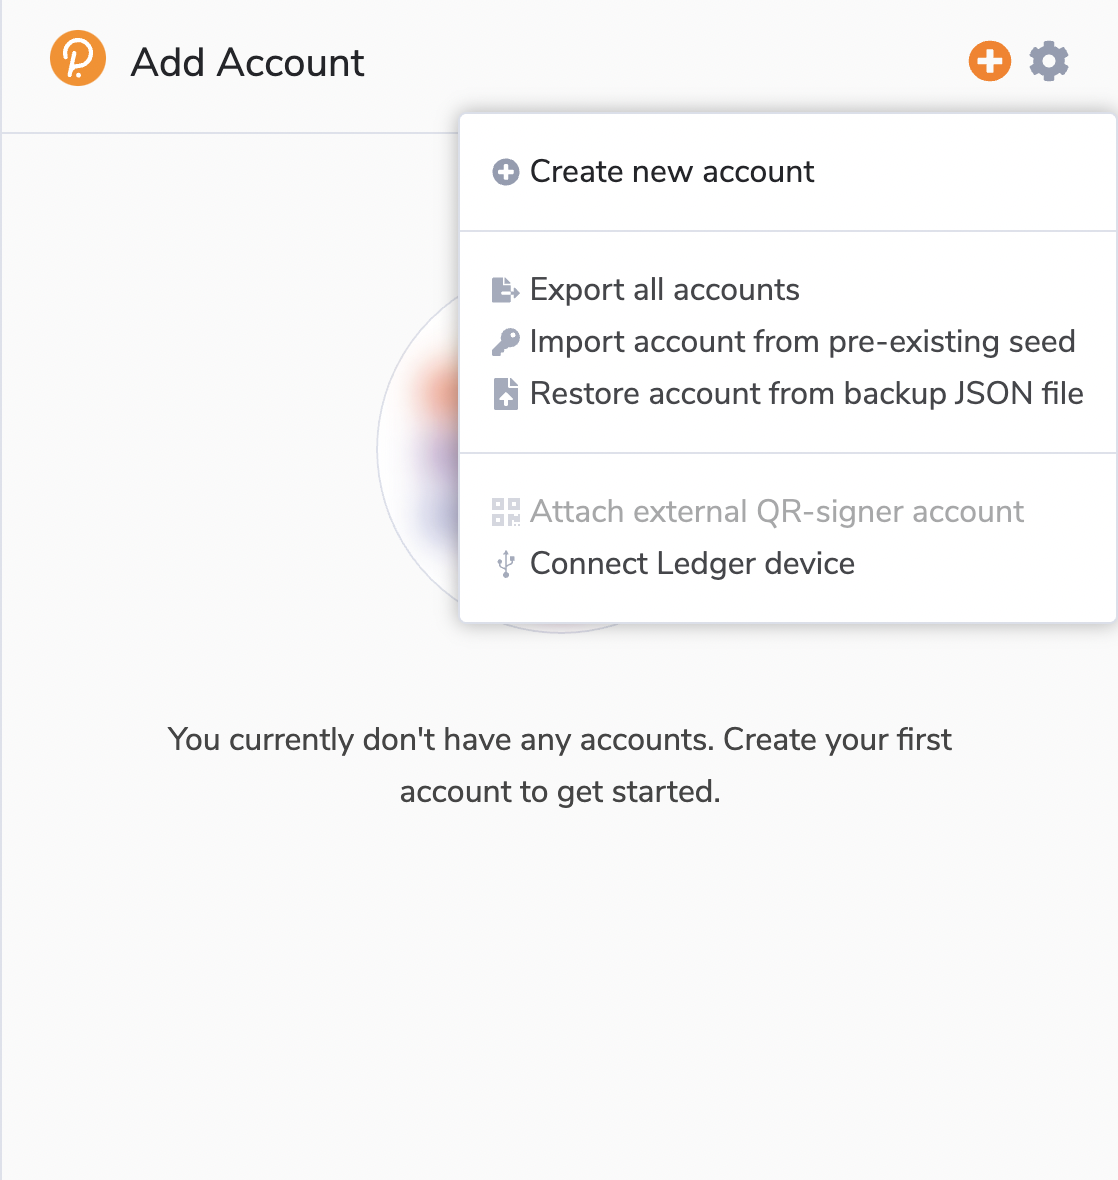 Add Account
Create new account
Export all accounts
Import account from pre-existing seed
Restore account from backup JSON file
Attach external QR-signer account
Connect Ledger device
You currently don't have any accounts. Create your first
account to get started.